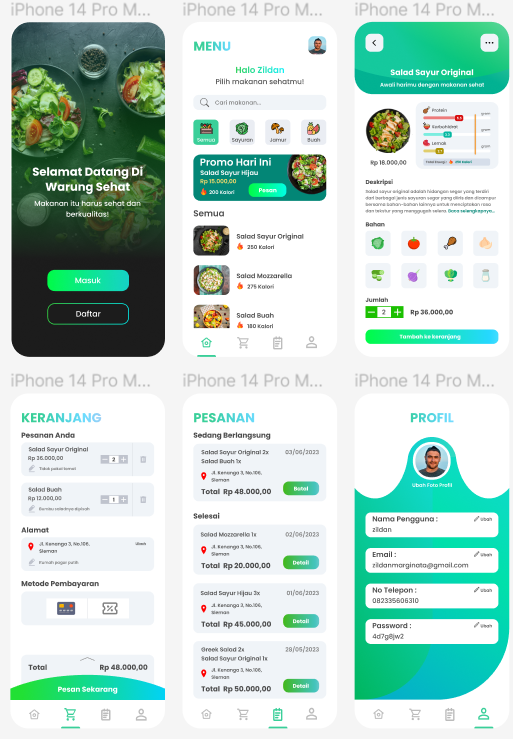 iPhone 14 Pro M...
Selamat Datang Di
Warung Sehat
Makanan itu harus sehat dan
berkualitas!
Masuk
Daftar
iPhone 14 Pro M...
MENU
Halo Zildan
Pilih makanan sehatmu!
Cari makanan...
Semua
Sayuran
Jamur
Buah
Promo Hari Ini
Salad Sayur Hijau
Rp 15.000,00
200 Kalori
Pesan
Semua
Salad Sayur Original
250 Kalori
Salad Mozzarella
275 Kalori
Salad Buah
180 Kalori
iPhone 14 Pro M...
Salad Sayur Original
Awali harimu dengan makanan sehat
Protein
Karbohidrat
Lemak
Rp 18.000,00
Total Energi :
200 Kalori
Deskripsi
Salad sayur original adalah hidangan segar yang terdiri
dari berbagai jenis sayuran segar yang diiris dan dicampur
bersama bahan-bahan lainnya untuk menciptakan rasa
dan tekstur yang menggugah selera. Baca selengkapnya...
Bahan
Jumlah
2
Rp 36.000,00
Tambah ke keranjang
iPhone 14 Pro M...
KERANJANG
Pesanan Anda
Salad Sayur Original
Rp 36.000,00
2
Tidak pakai tomat
Salad Buah
Rp 12.000,00
1
Alamat
Jl. Kenanga 3, No.106,
Sleman
Ubah
Rumah pagar putih
Metode Pembayaran
Total
Rp 48.000,00
Pesan Sekarang
iPhone 14 Pro M...
PESANAN
Sedang Berlangsung
Salad Sayur Original 2x
03/06/2023
Salad Buah 1x
Jl. Kenanga 3, No.106,
Sleman
Total Rp 48.000,00
Batal
Selesai
Salad Mozzarella 1x
02/06/2023
Jl. Kenanga 3, No.106,
Sleman
Total Rp 20.000,00
Detail
Salad Sayur Hijau 3x
01/06/2023
Jl. Kenanga 3, No.106,
Sleman
Total Rp 45.000,00
Detail
Greek Salad 2x
28/05/2023
Salad Sayur Original 1x
Jl. Kenanga 3, No.106,
Sleman
Total Rp 50.000,00
Detail
iPhone 14 Pro M...
PROFIL
Ubah Foto Profil
Nama Pengguna :
Ubah
zildan
Email :
Ubah
zildanmarginata@gmail.com
No Telepon :
Ubah
082335606310
Password :
Ubah
4d7g8jw2